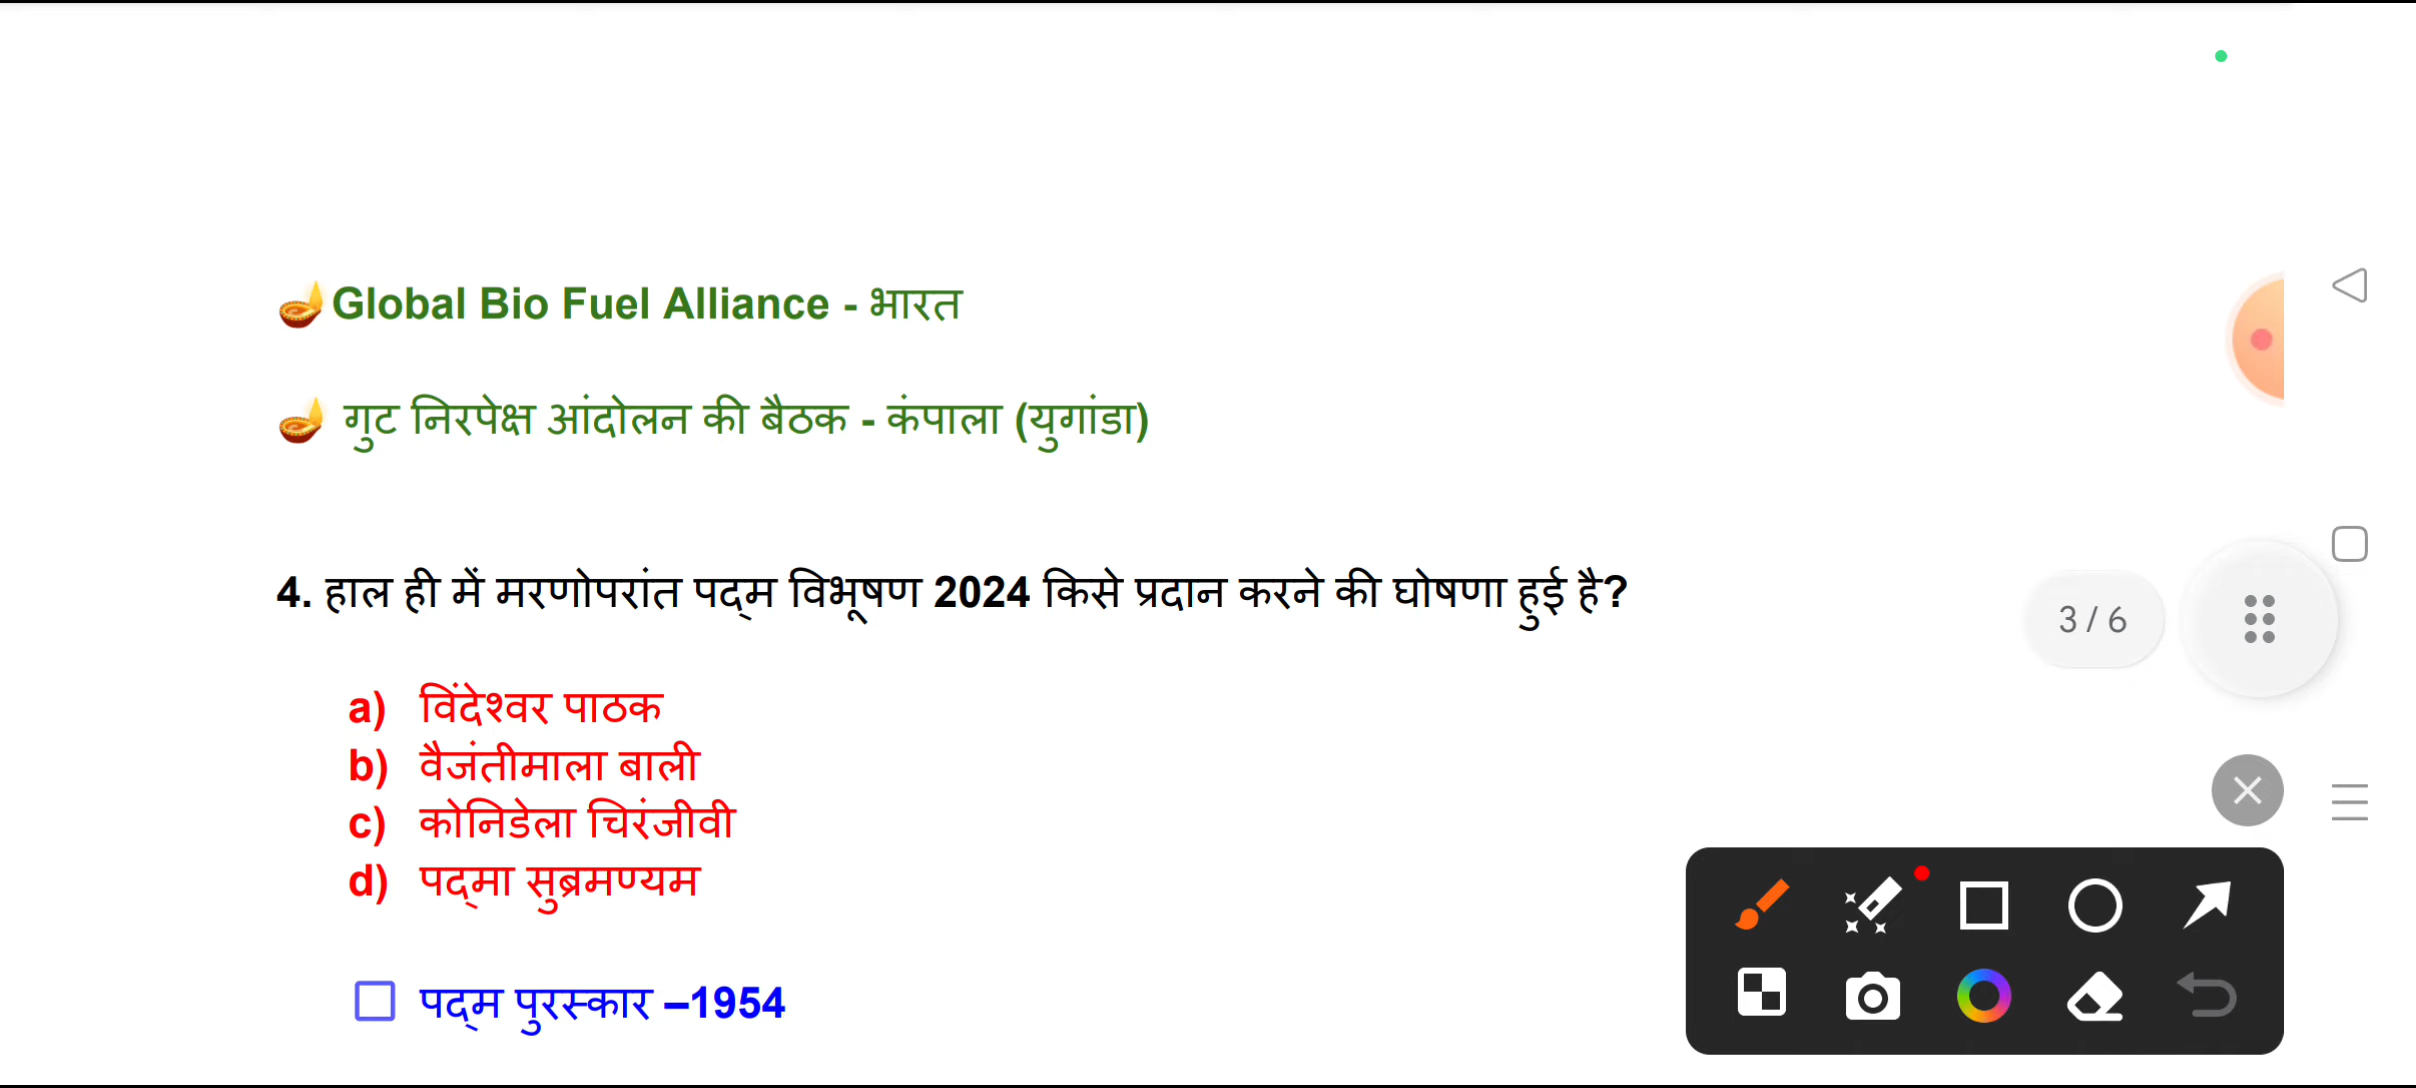 Global Bio Fuel Alliance - भारत
गुट निरपेक्ष आंदोलन की बैठक - कंपाला (युगांडा)
4. हाल ही में मरणोपरांत पद्म विभूषण 2024 किसे प्रदान करने की घोषणा हुई है?
3 / 6
a) विंदेश्वर पाठक
b) वैजंतीमाला बाली
c) कोनिडेला चिरंजीवी
d) पद्मा सुब्रमण्यम
पद्म पुरस्कार –1954